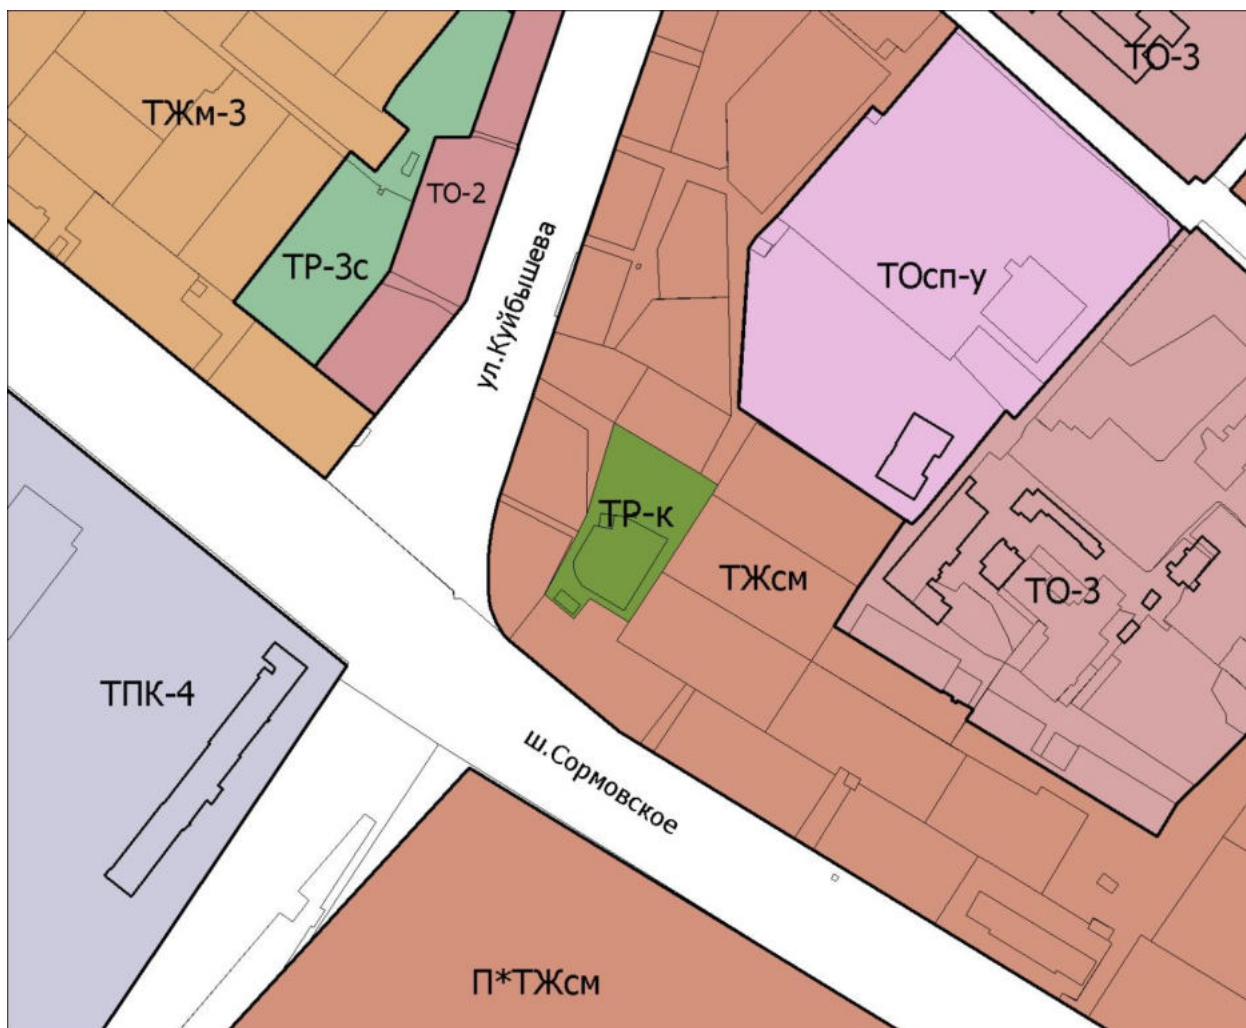 ТО-3
ТЖм-3
ТО-2
ТР-3с
ТОсп-у
ул.Куйбышева
ТР-к
ТЖсм
ТО-3
ТПК-4
ш.Сормовское
П*ТЖсм